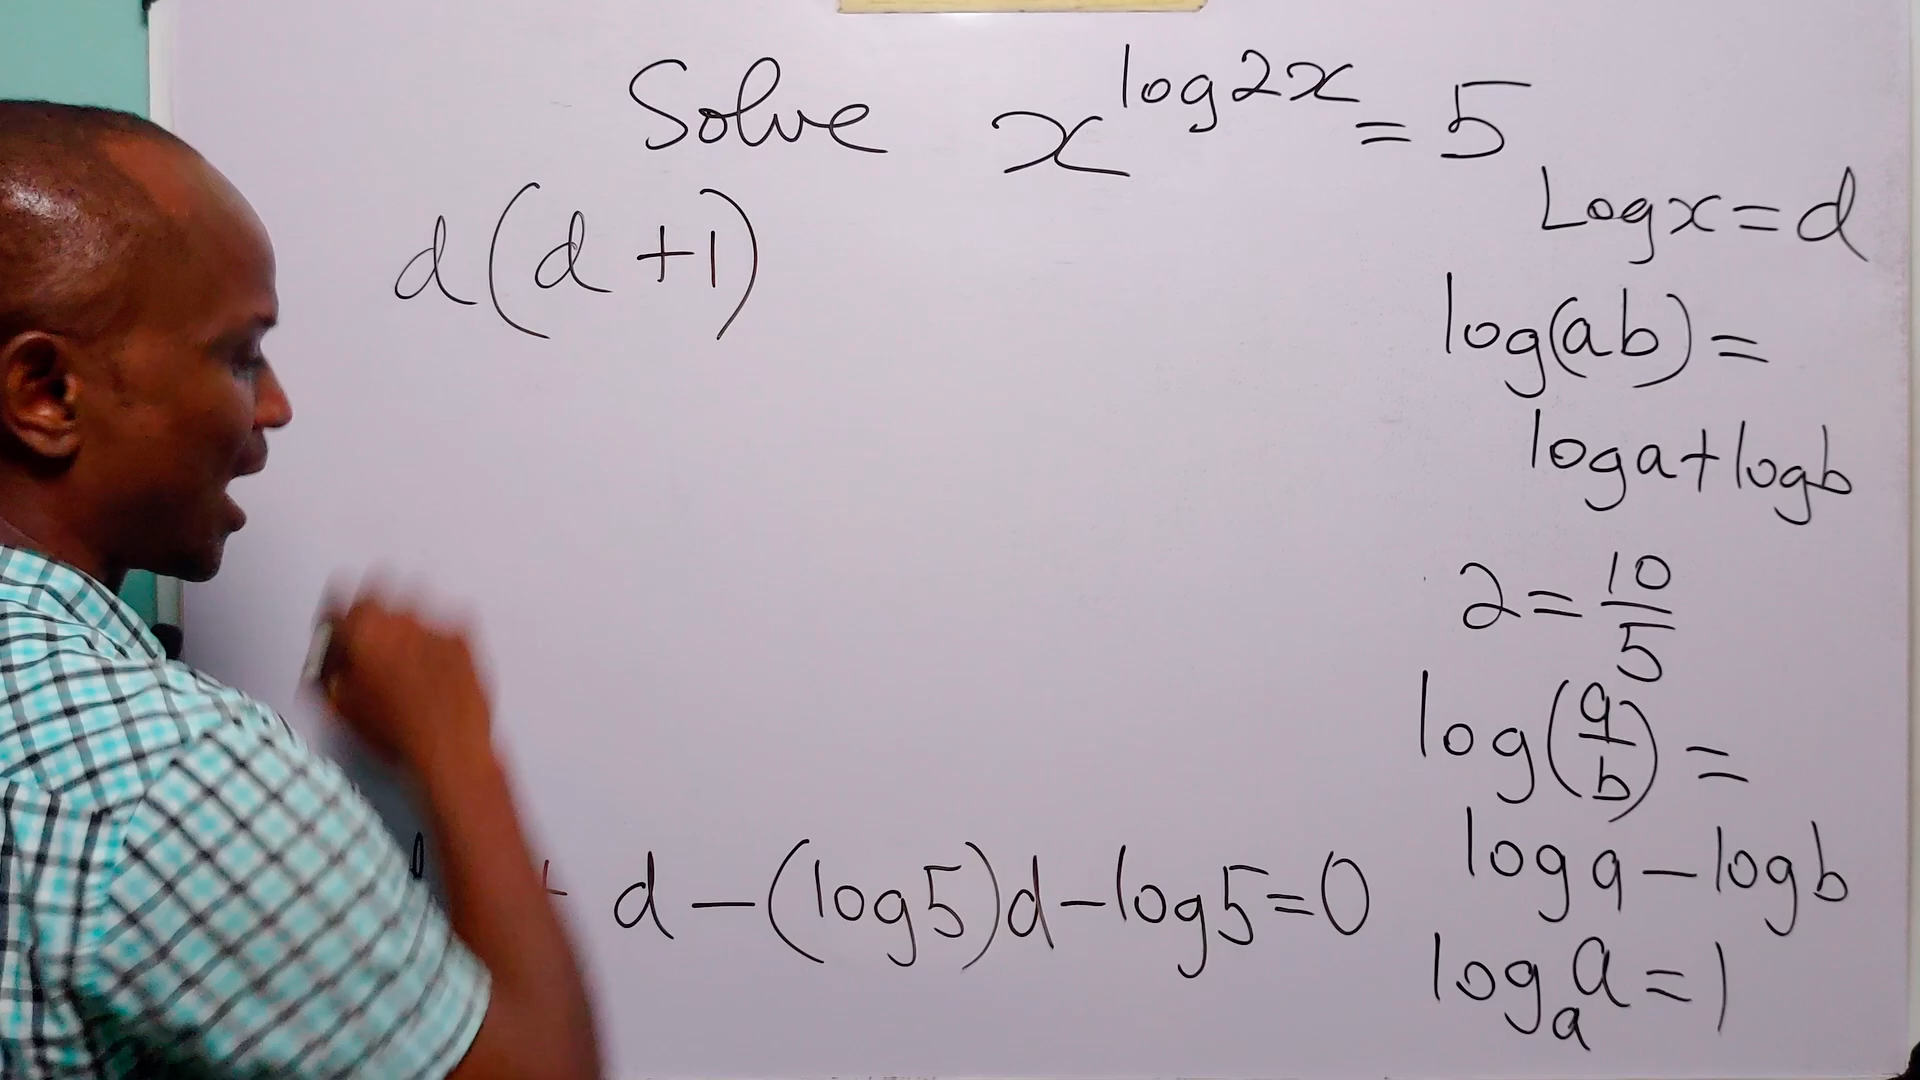 Solve x^{log2x} = 5
Logx = d
d(d +1)
log(ab) =
loga+logb
2 = 10/5
log(a/b) =
loga-logb
+ d - (log5)d - log5 = 0
log_a a = 1